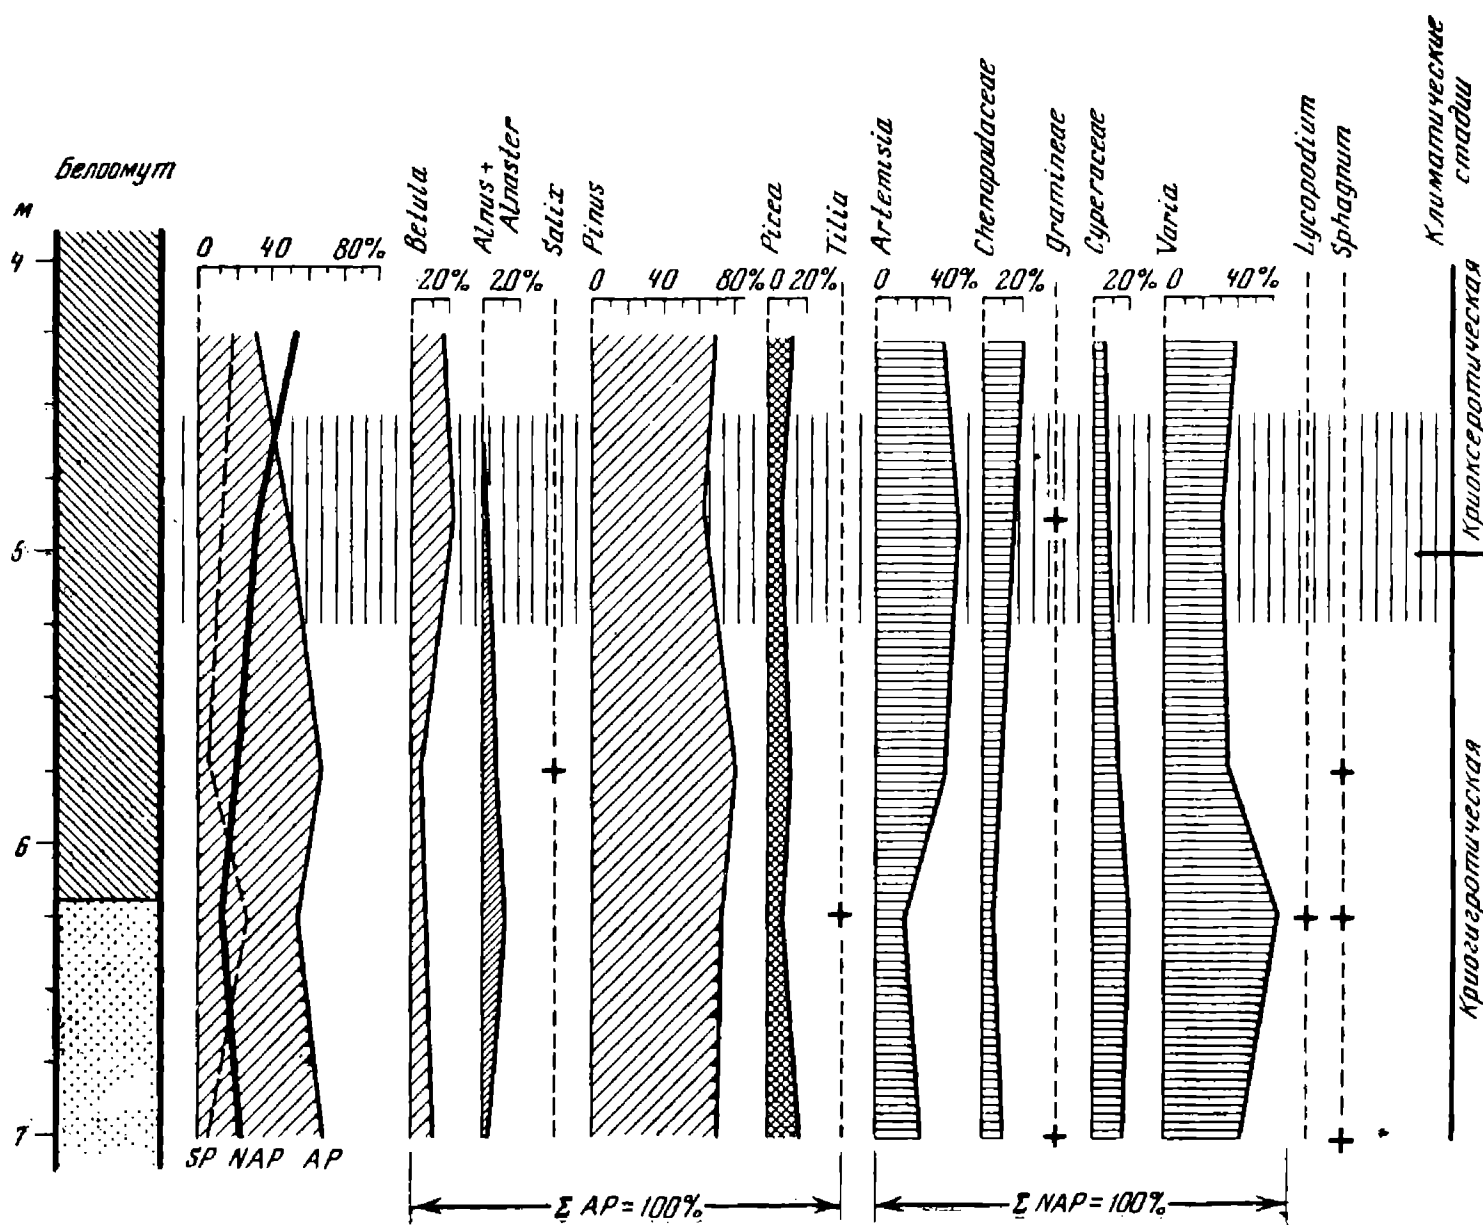 Белоомут
м
4
5
6
7
0 40 80%
SP NAP AP
Betula
20%
Alnus +
Alnaster
20%
Salix
Pinus
0 40 80%
Picea
0 20%
Tilia
Artemisia
0 40%
Chenopodaceae
20%
Gramineae
Cyperaceae
20%
Varia
0 40%
Lycopodium
Sphagnum
Климатические
стадии
Криоксеротическая
Криогигротическая
Σ AP = 100%
Σ NAP = 100%